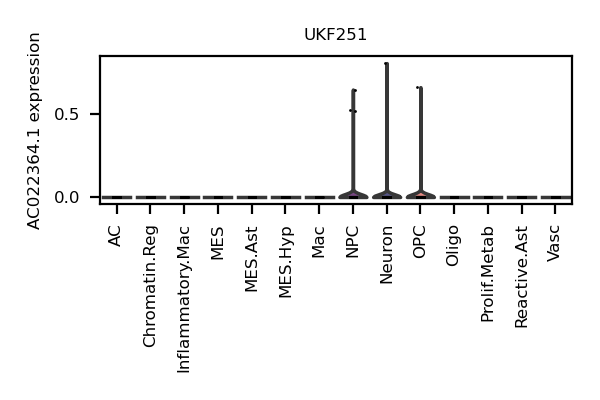 UKF251
AC022364.1 expression
0.5
0.0
AC
Chromatin.Reg
Inflammatory.Mac
MES
MES.Ast
MES.Hyp
Mac
NPC
Neuron
OPC
Oligo
Prolif.Metab
Reactive.Ast
Vasc